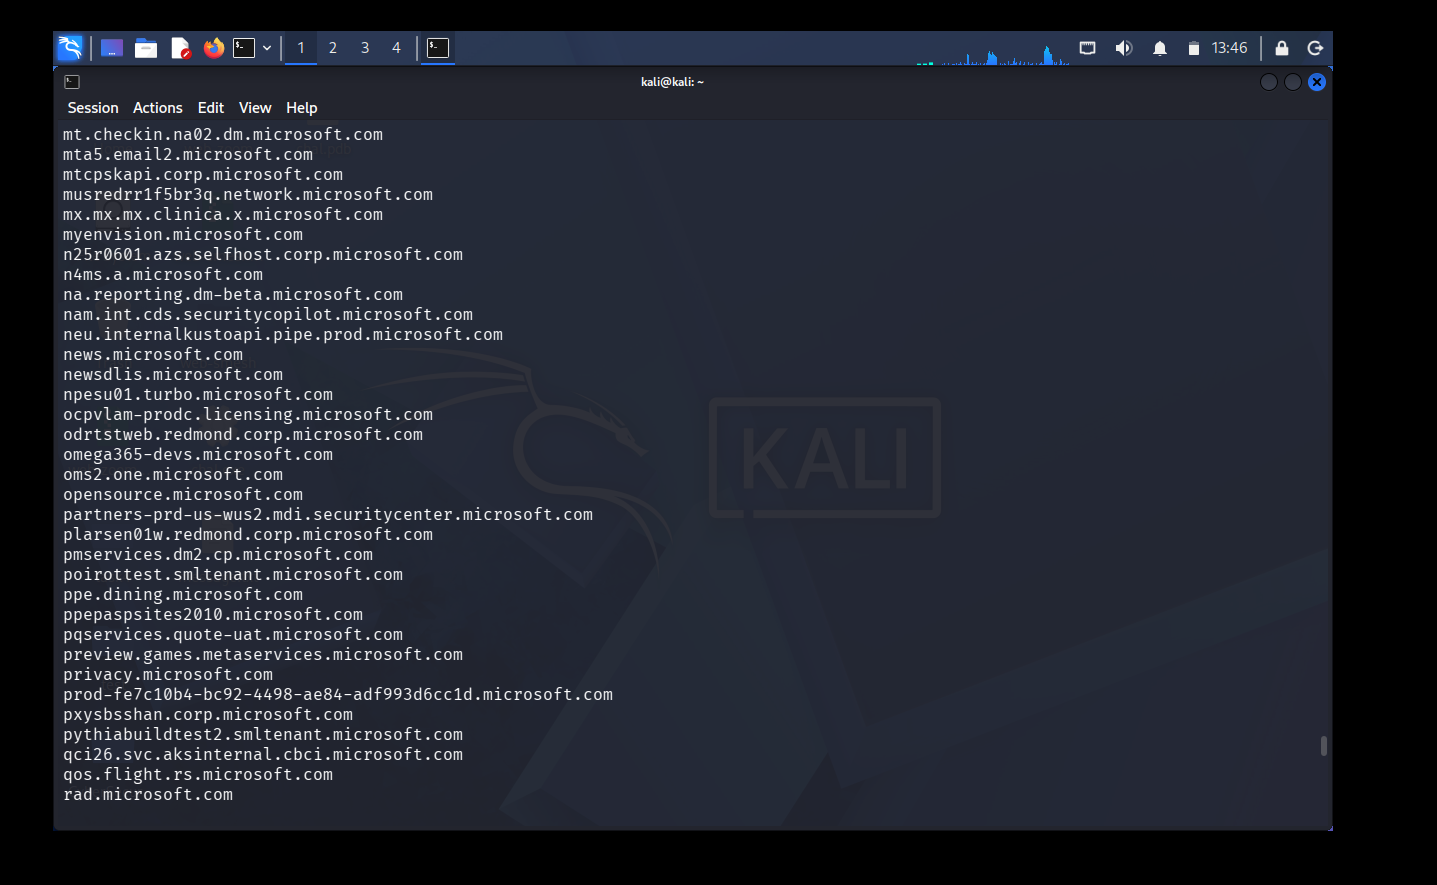 1 2 3 4 13:46
kali@kali: ~
Session Actions Edit View Help
mt.checkin.na02.dm.microsoft.com
mta5.email2.microsoft.com
mtcpskapi.corp.microsoft.com
musredrr1f5br3q.network.microsoft.com
mx.mx.mx.clinica.x.microsoft.com
myenvision.microsoft.com
n25r0601.azs.selfhost.corp.microsoft.com
n4ms.a.microsoft.com
na.reporting.dm-beta.microsoft.com
nam.int.cds.securitycopilot.microsoft.com
neu.internalkustoapi.pipe.prod.microsoft.com
news.microsoft.com
newsdlis.microsoft.com
npesu01.turbo.microsoft.com
ocpvlam-prodc.licensing.microsoft.com
odrtstweb.redmond.corp.microsoft.com
omega365-devs.microsoft.com
oms2.one.microsoft.com
opensource.microsoft.com
partners-prd-us-wus2.mdi.securitycenter.microsoft.com
plarsen01w.redmond.corp.microsoft.com
pmservices.dm2.cp.microsoft.com
poirottest.smltenant.microsoft.com
ppe.dining.microsoft.com
ppepaspsites2010.microsoft.com
pqservices.quote-uat.microsoft.com
preview.games.metaservices.microsoft.com
privacy.microsoft.com
prod-fe7c10b4-bc92-4498-ae84-adf993d6cc1d.microsoft.com
pxysbsshan.corp.microsoft.com
pythiabuildtest2.smltenant.microsoft.com
qci26.svc.aksinternal.cbci.microsoft.com
qos.flight.rs.microsoft.com
rad.microsoft.com
KALI